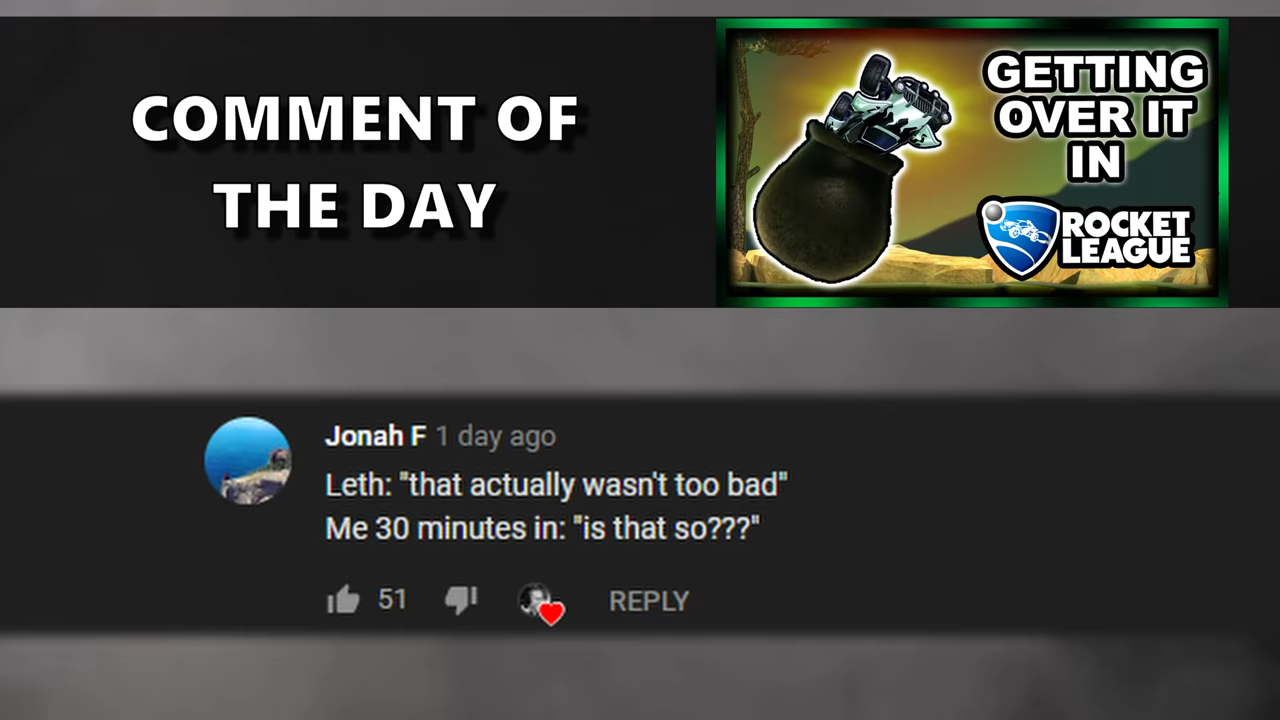 COMMENT OF
THE DAY
GETTING
OVER IT
IN
ROCKET
LEAGUE
Jonah F 1 day ago
Leth: "that actually wasn't too bad"
Me 30 minutes in: "is that so???"
51 REPLY